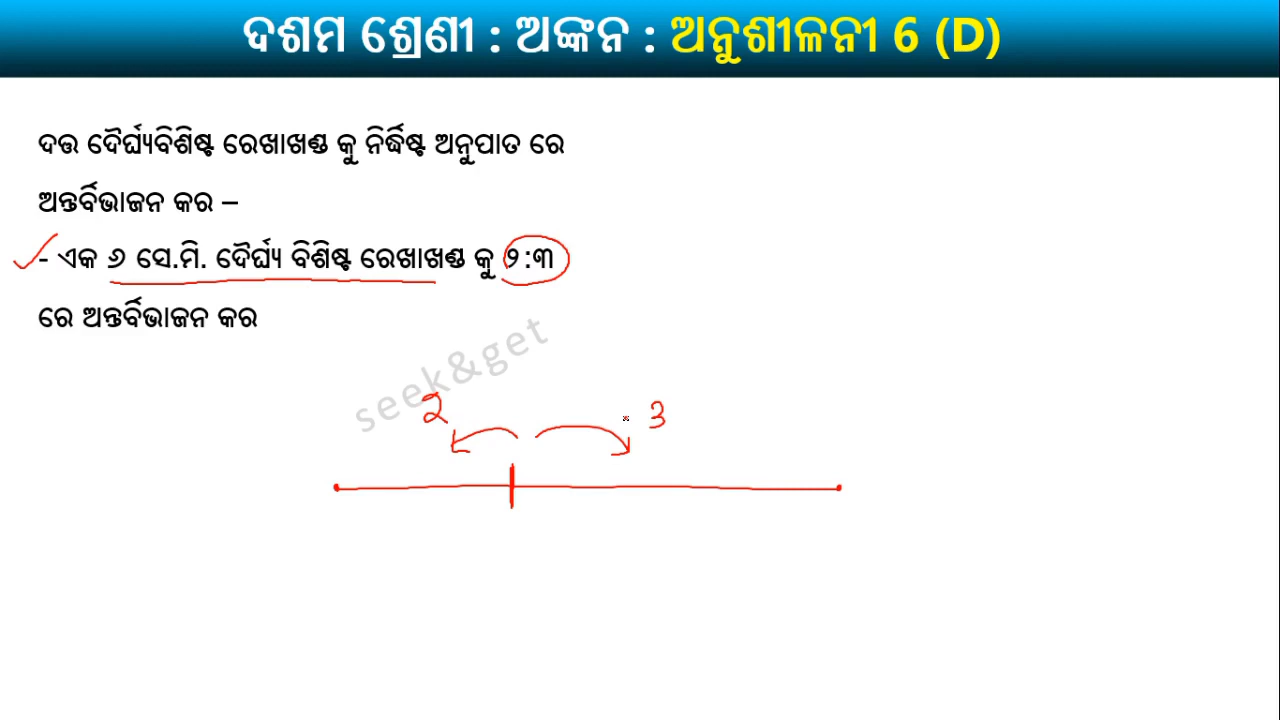 ଦଶମ ଶ୍ରେଣୀ : ଅଙ୍କନ : ଅନୁଶୀଳନୀ 6 (D)
ଦତ୍ତ ଦୈର୍ଘ୍ୟବିଶିଷ୍ଟ ରେଖାଖଣ୍ଡ କୁ ନିର୍ଦ୍ଧିଷ୍ଟ ଅନୁପାତ ରେ
ଅନ୍ତର୍ବିଭାଜନ କର –
- ଏକ ୬ ସେ.ମି. ଦୈର୍ଘ୍ୟ ବିଶିଷ୍ଟ ରେଖାଖଣ୍ଡ କୁ ୨:୩
ରେ ଅନ୍ତର୍ବିଭାଜନ କର
seek&get
2 3